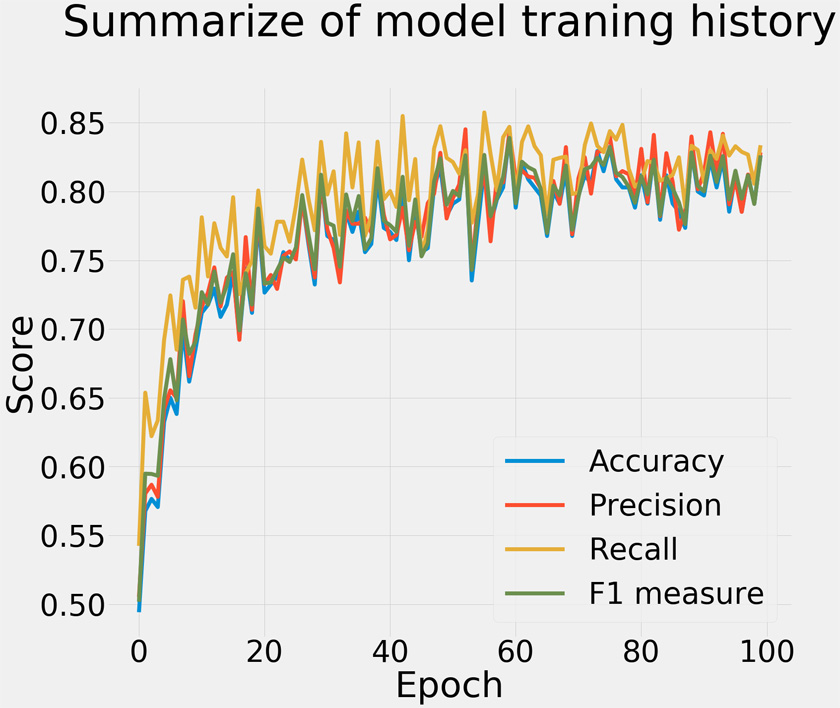 Summarize of model traning history
0.85
0.80
0.75
0.70
0.65
0.60
0.55
0.50
Score
0 20 40 60 80 100
Epoch
Accuracy
Precision
Recall
F1 measure